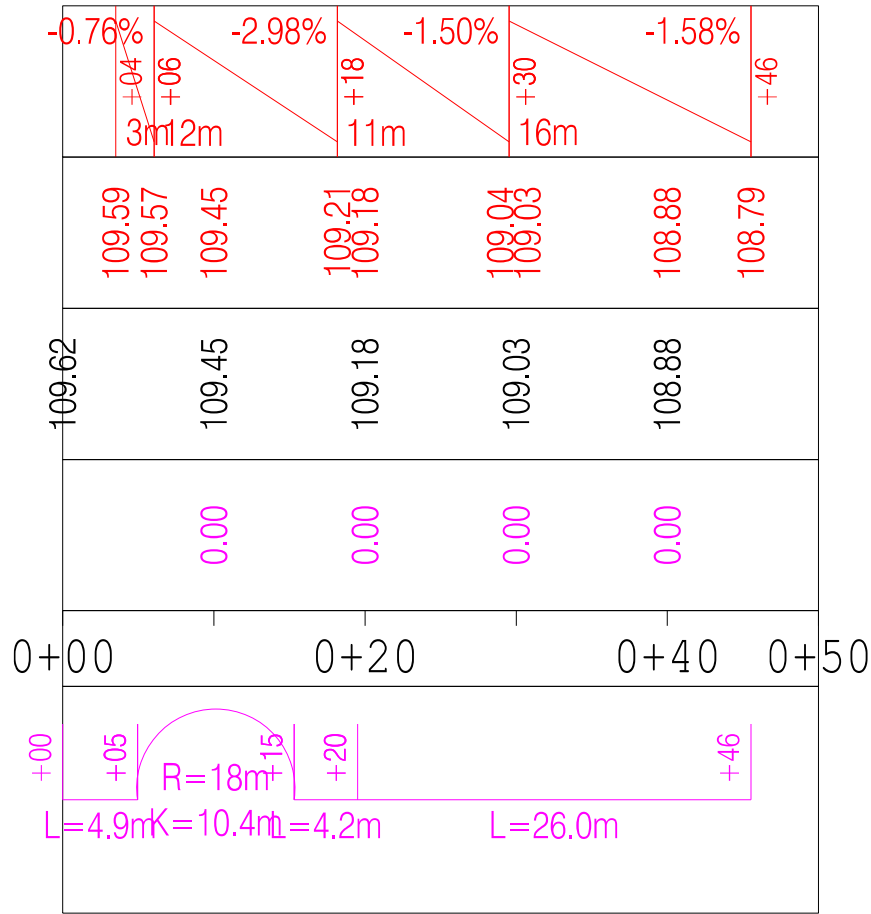 -0.76% -2.98% -1.50% -1.58%
+04 +06 +18 +30 +46
3m 12m 11m 16m
109.59 109.57 109.45 109.21 109.18 109.04 109.03 108.88 108.79
109.62 109.45 109.18 109.03 108.88
0.00 0.00 0.00 0.00
0+00 0+20 0+40 0+50
+00 +05 +15 +20 +46
R=18m
L=4.9m K=10.4m L=4.2m L=26.0m